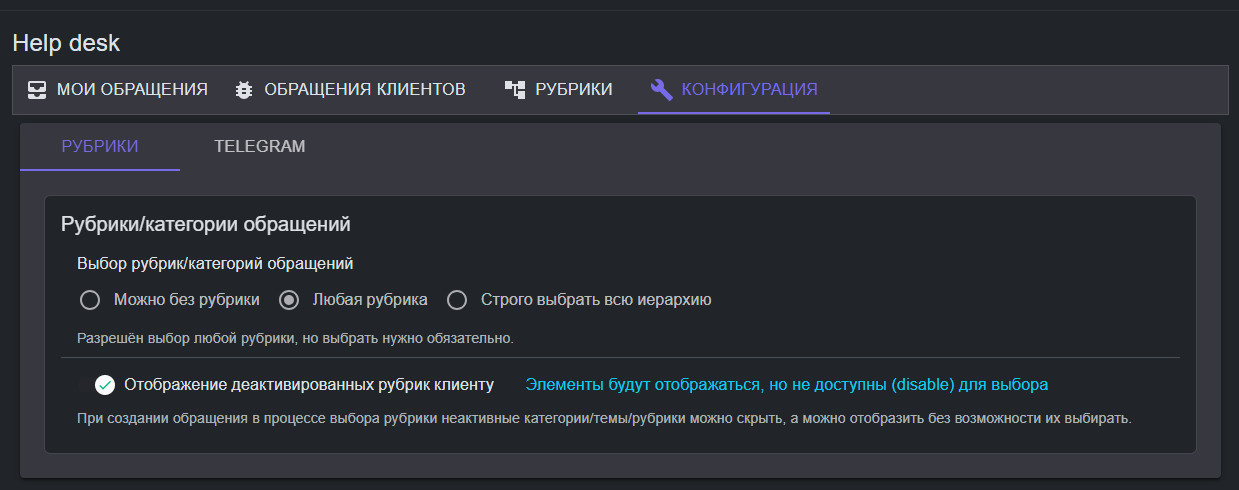 Help desk
МОИ ОБРАЩЕНИЯ ОБРАЩЕНИЯ КЛИЕНТОВ РУБРИКИ КОНФИГУРАЦИЯ
РУБРИКИ TELEGRAM
Рубрики/категории обращений
Выбор рубрик/категорий обращений
Можно без рубрики Любая рубрика Строго выбрать всю иерархию
Разрешён выбор любой рубрики, но выбрать нужно обязательно.
Отображение деактивированных рубрик клиенту Элементы будут отображаться, но не доступны (disable) для выбора
При создании обращения в процессе выбора рубрики неактивные категории/темы/рубрики можно скрыть, а можно отобразить без возможности их выбирать.